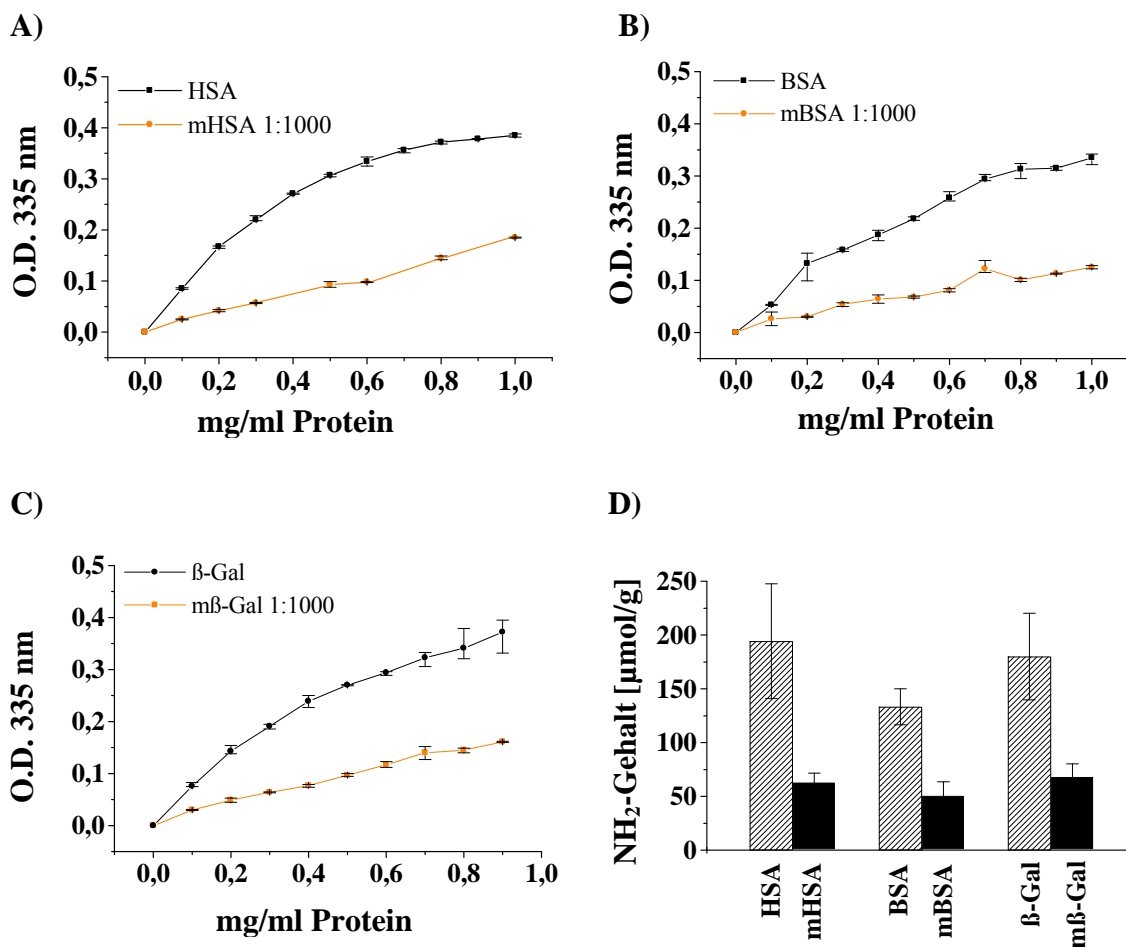 A)
0,5
0,4
0,3
0,2
0,1
0,0
O.D. 335 nm
HSA
mHSA 1:1000
0,0 0,2 0,4 0,6 0,8 1,0
mg/ml Protein
B)
0,5
0,4
0,3
0,2
0,1
0,0
O.D. 335 nm
BSA
mBSA 1:1000
0,0 0,2 0,4 0,6 0,8 1,0
mg/ml Protein
C)
0,5
0,4
0,3
0,2
0,1
0,0
O.D. 335 nm
ß-Gal
mß-Gal 1:1000
0,0 0,2 0,4 0,6 0,8 1,0
mg/ml Protein
D)
250
200
150
100
50
0
NH₂-Gehalt [µmol/g]
HSA
mHSA
BSA
mBSA
ß-Gal
mß-Gal